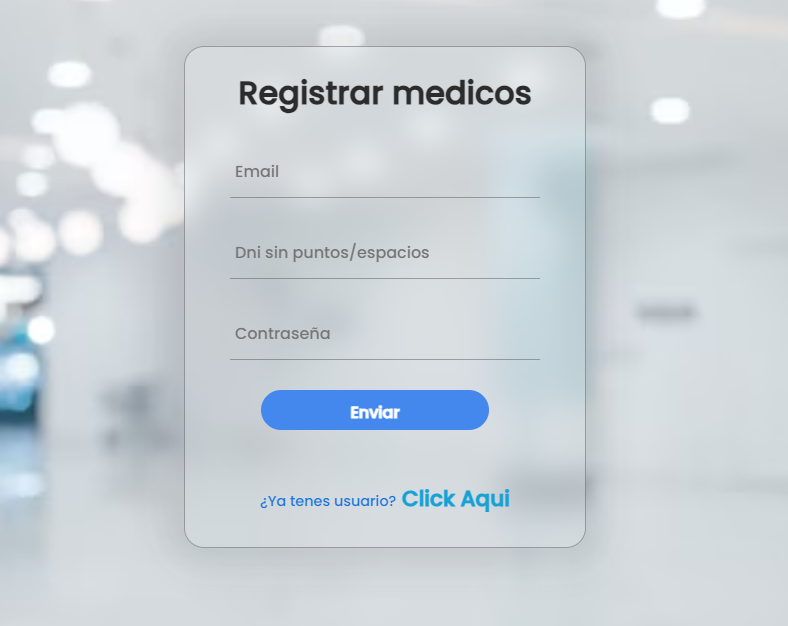 Registrar medicos
Email
Dni sin puntos/espacios
Contraseña
Enviar
¿Ya tenes usuario? Click Aqui